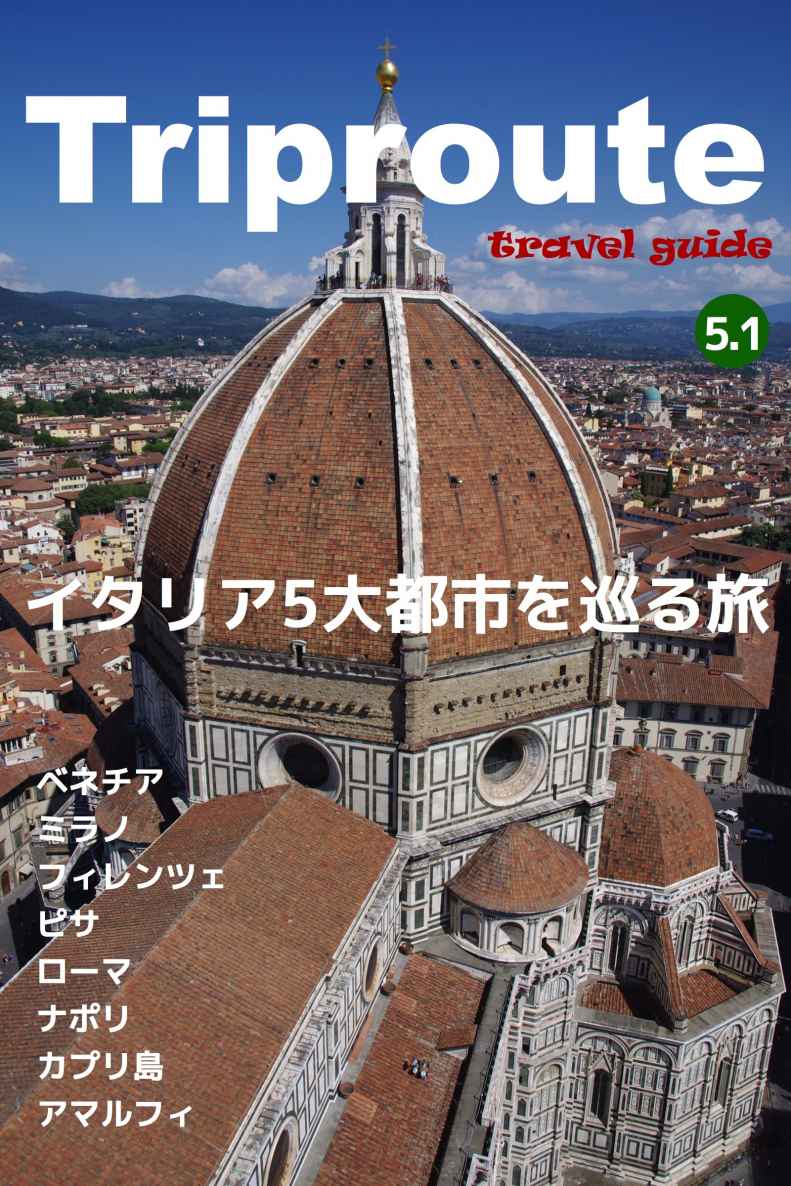 Triproute
travel guide
5.1
イタリア5大都市を巡る旅
ベネチア
ミラノ
フィレンツェ
ピサ
ローマ
ナポリ
カプリ島
アマルフィ